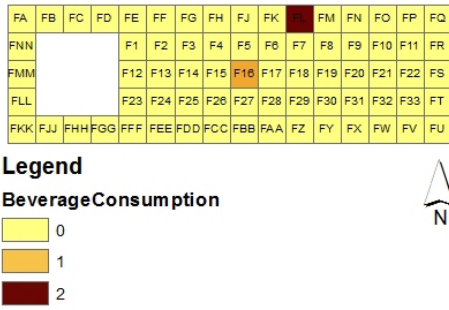 FA FB FC FD FE FF FG FH FJ FK FL FM FN FO FP FQ
FNN F1 F2 F3 F4 F5 F6 F7 F8 F9 F10 F11 FR
FMM F12 F13 F14 F15 F16 F17 F18 F19 F20 F21 F22 FS
FLL F23 F24 F25 F26 F27 F28 F29 F30 F31 F32 F33 FT
FKK FJJ FHH FGG FFF FEE FDD FCC FBB FAA FZ FY FX FW FV FU
Legend
BeverageConsumption
N
0
1
2